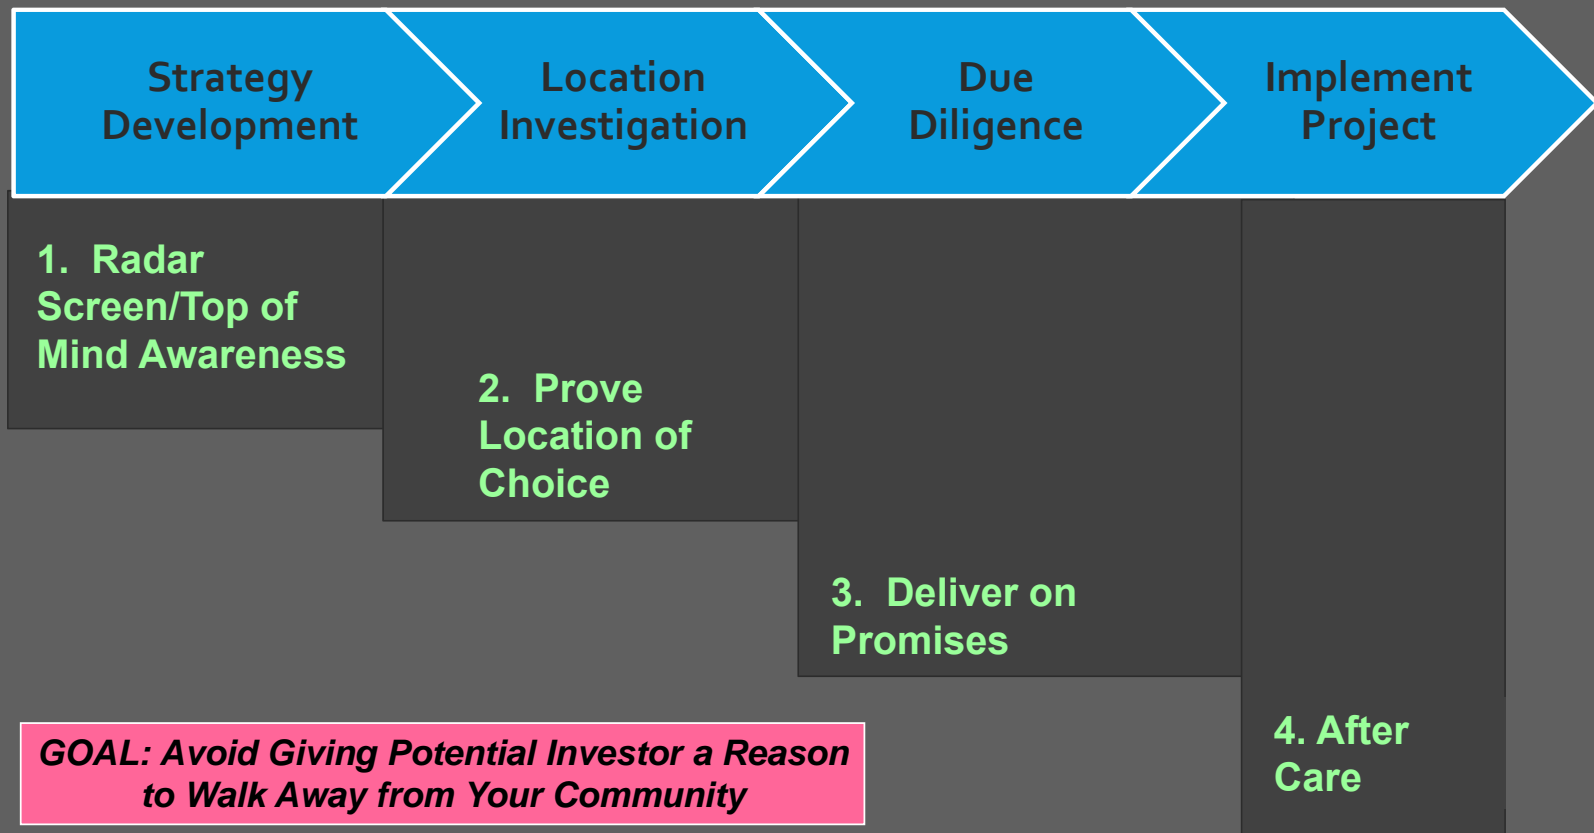 Strategy
Development
Location
Investigation
Due
Diligence
Implement
Project
1. Radar
Screen/Top of
Mind Awareness
2. Prove
Location of
Choice
3. Deliver on
Promises
4. After
Care
GOAL: Avoid Giving Potential Investor a Reason
to Walk Away from Your Community